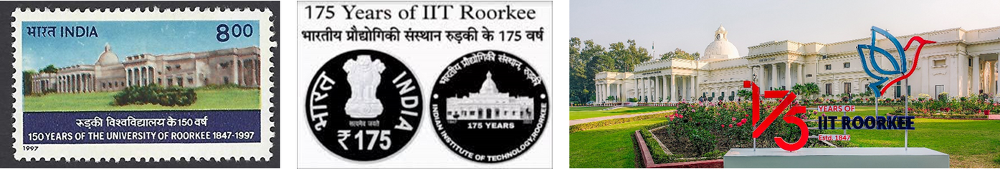 भारत INDIA
800
रुड़की विश्वविद्यालय के 150 वर्ष
150 YEARS OF THE UNIVERSITY OF ROORKEE 1847-1997
1997
175 Years of IIT Roorkee
भारतीय प्रौद्योगिकी संस्थान रुड़की के 175 वर्ष
भारत
INDIA
सत्यमेव जयते
₹175
भारतीय प्रौद्योगिकी संस्थान, रुड़की
175 YEARS
INDIAN INSTITUTE OF TECHNOLOGY, ROORKEE
175
YEARS OF
IIT ROORKEE
Estd. 1847